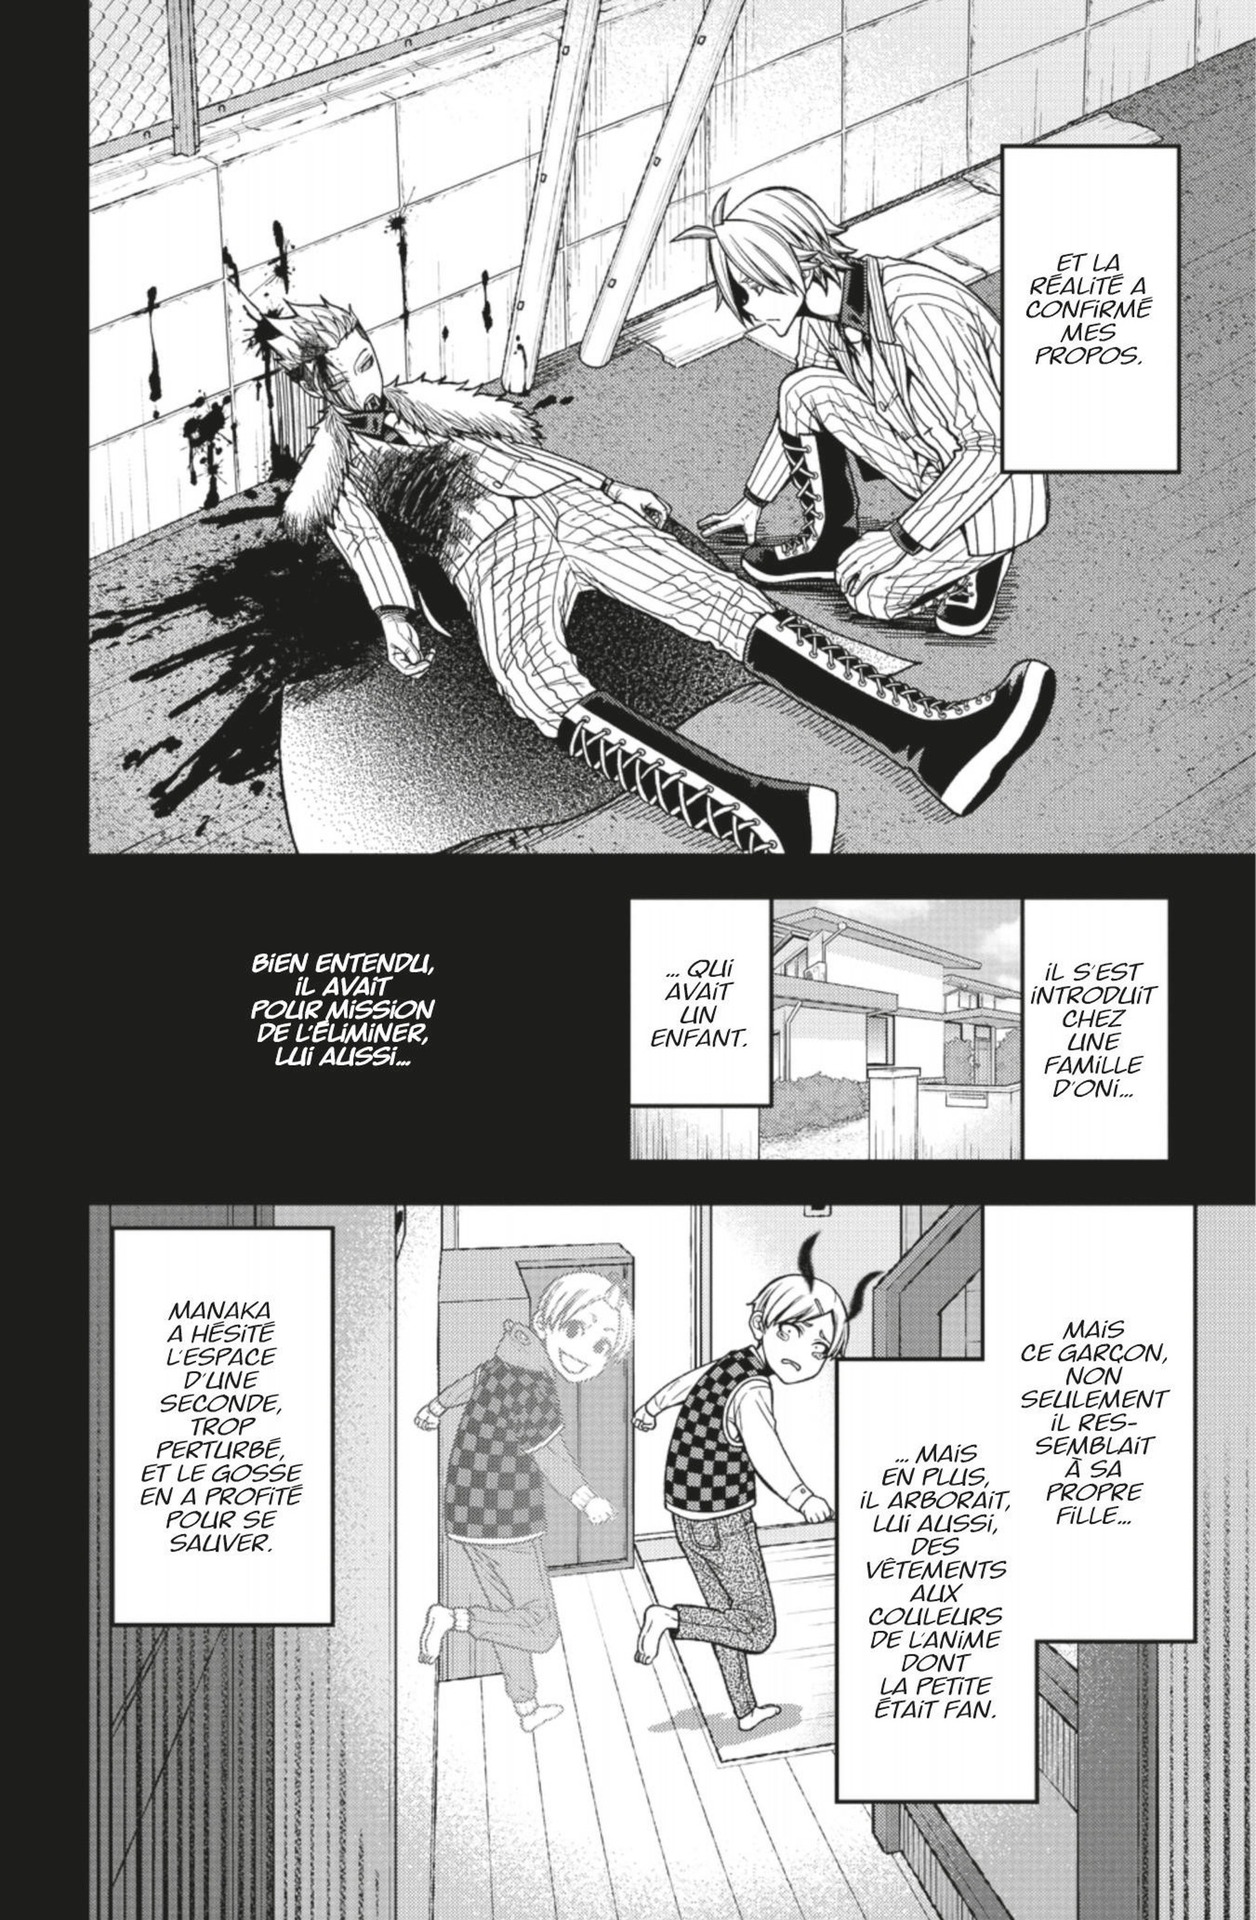 ET LA
RÉALITÉ A
CONFIRMÉ
MES
PROPOS.
IL S'EST
INTRODUIT
CHEZ
UNE
FAMILLE
D'ONI...
... QUI
AVAIT
UN
ENFANT.
BIEN ENTENDU,
IL AVAIT
POUR MISSION
DE L'ÉLIMINER,
LUI AUSSI...
MAIS
CE GARÇON,
NON
SEULEMENT
IL RES-
SEMBLAIT
À SA
PROPRE
FILLE...
... MAIS
EN PLUS,
IL ARBORAIT,
LUI AUSSI,
DES
VÊTEMENTS
AUX
COULEURS
DE L'ANIME
DONT
LA PETITE
ÉTAIT FAN.
MANAKA
A HÉSITÉ
L'ESPACE
D'UNE
SECONDE,
TROP
PERTURBÉ,
ET LE GOSSE
EN A PROFITÉ
POUR SE
SAUVER.